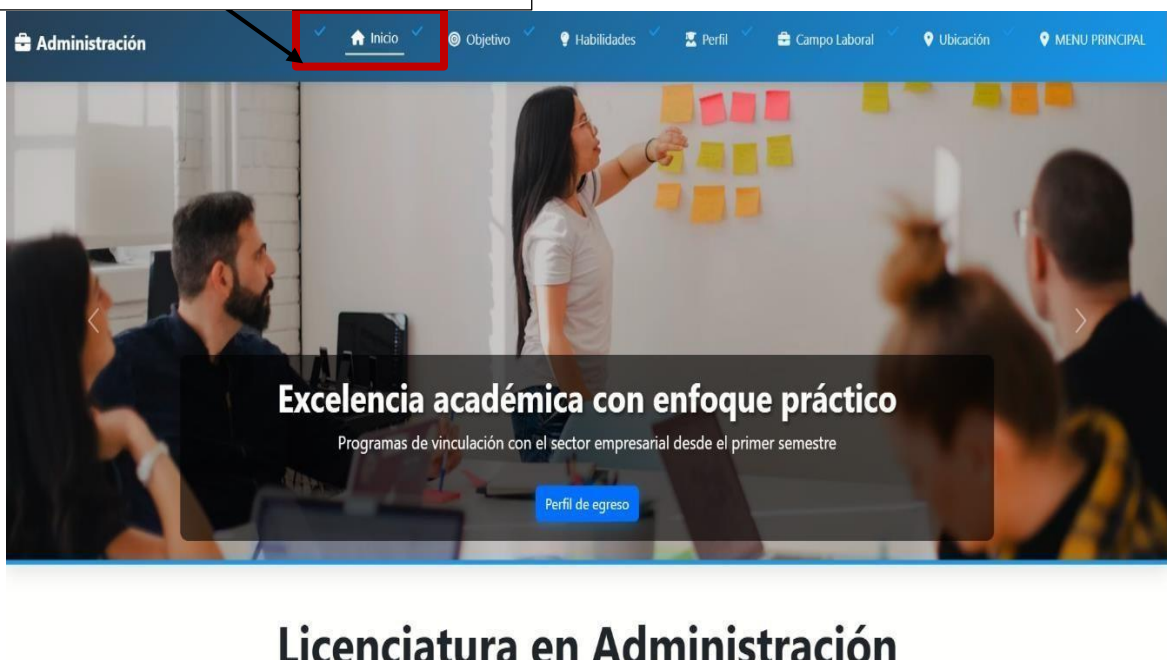 Administración
Inicio
Objetivo
Habilidades
Perfil
Campo Laboral
Ubicación
MENU PRINCIPAL
Excelencia académica con enfoque práctico
Programas de vinculación con el sector empresarial desde el primer semestre
Perfil de egreso
Licenciatura en Administración